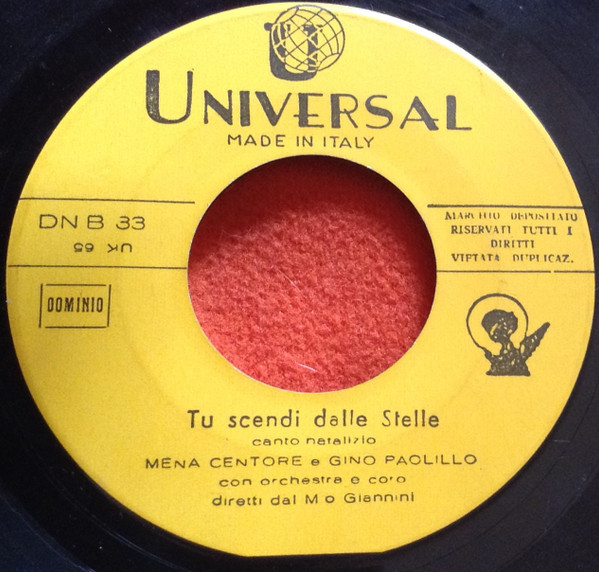 UNIVERSAL
MADE IN ITALY
DN B 33
UK 65
DOMINIO
MARCHIO DEPOSITATO
RISERVATI TUTTI I
DIRITTI
VIETATA DUPLICAZ.
Tu scendi dalle Stelle
canto natalizio
MENA CENTORE e GINO PAOLILLO
con orchestra e coro
diretti dal M o Giannini